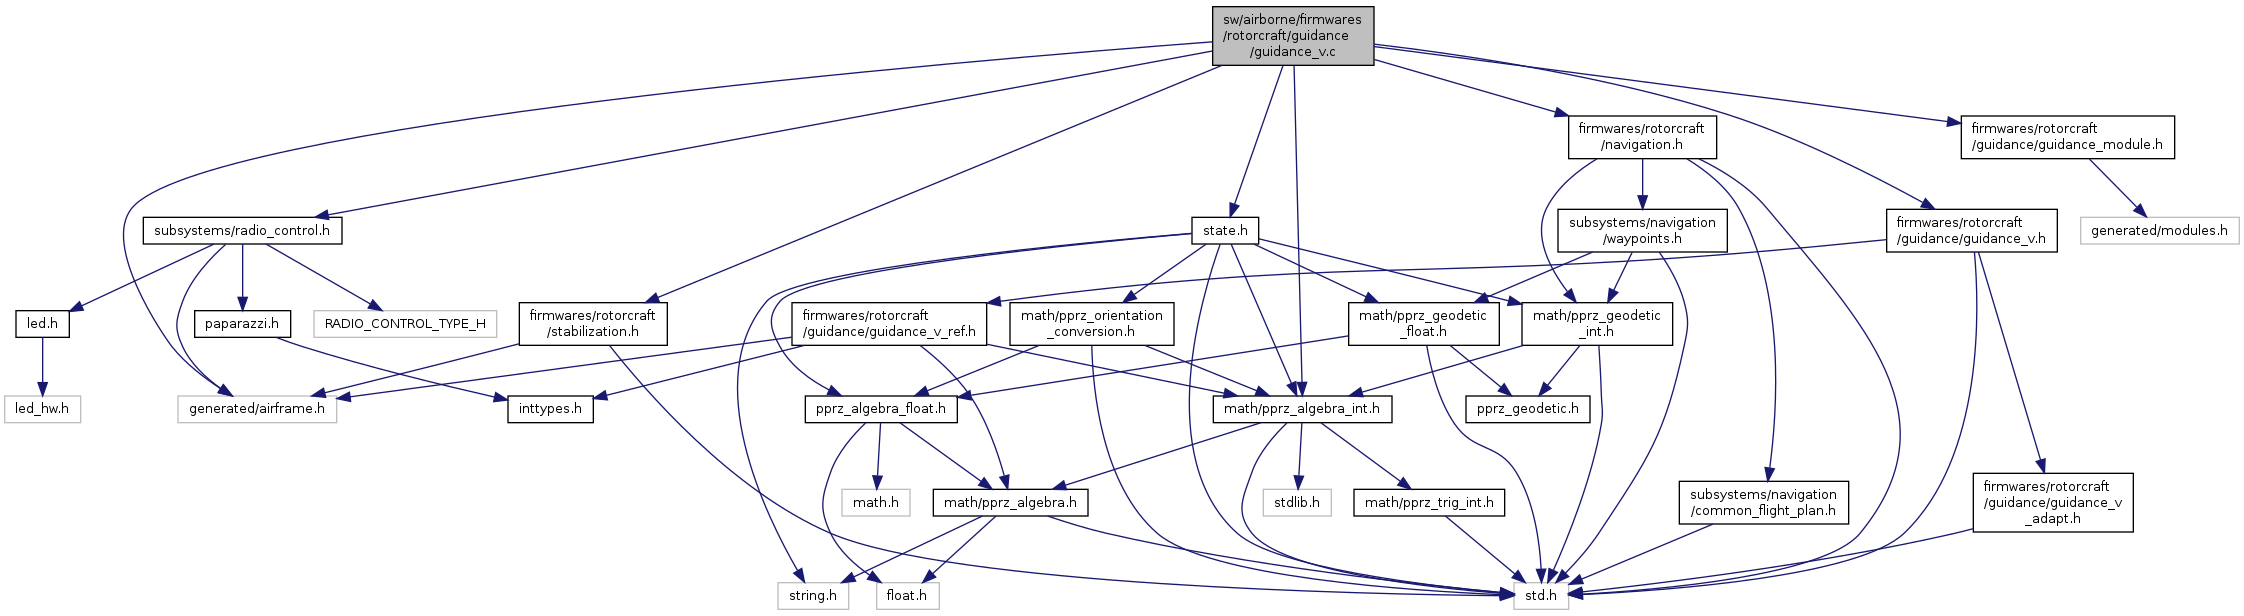 sw/airborne/firmwares
/rotorcraft/guidance
/guidance_v.c
firmwares/rotorcraft
/navigation.h
firmwares/rotorcraft
/guidance/guidance_module.h
subsystems/radio_control.h
state.h
subsystems/navigation
/waypoints.h
firmwares/rotorcraft
/guidance/guidance_v.h
generated/modules.h
led.h
paparazzi.h
RADIO_CONTROL_TYPE_H
firmwares/rotorcraft
/stabilization.h
firmwares/rotorcraft
/guidance/guidance_v_ref.h
math/pprz_orientation
_conversion.h
math/pprz_geodetic
_float.h
math/pprz_geodetic
_int.h
led_hw.h
generated/airframe.h
inttypes.h
pprz_algebra_float.h
math/pprz_algebra_int.h
pprz_geodetic.h
math.h
math/pprz_algebra.h
stdlib.h
math/pprz_trig_int.h
subsystems/navigation
/common_flight_plan.h
firmwares/rotorcraft
/guidance/guidance_v
_adapt.h
string.h
float.h
std.h